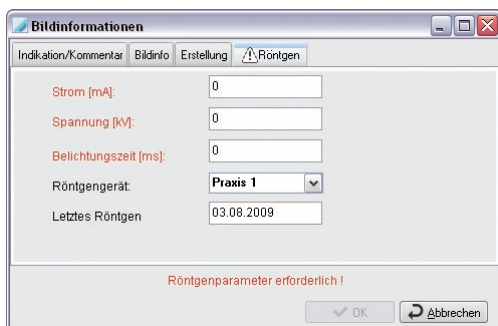 Bildinformationen
Indikation/Kommentar Bildinfo Erstellung Röntgen
Strom [mA]: 0
Spannung [kV]: 0
Belichtungszeit [ms]: 0
Röntgengerät: Praxis 1
Letztes Röntgen 03.08.2009
Röntgenparameter erforderlich !
OK Abbrechen